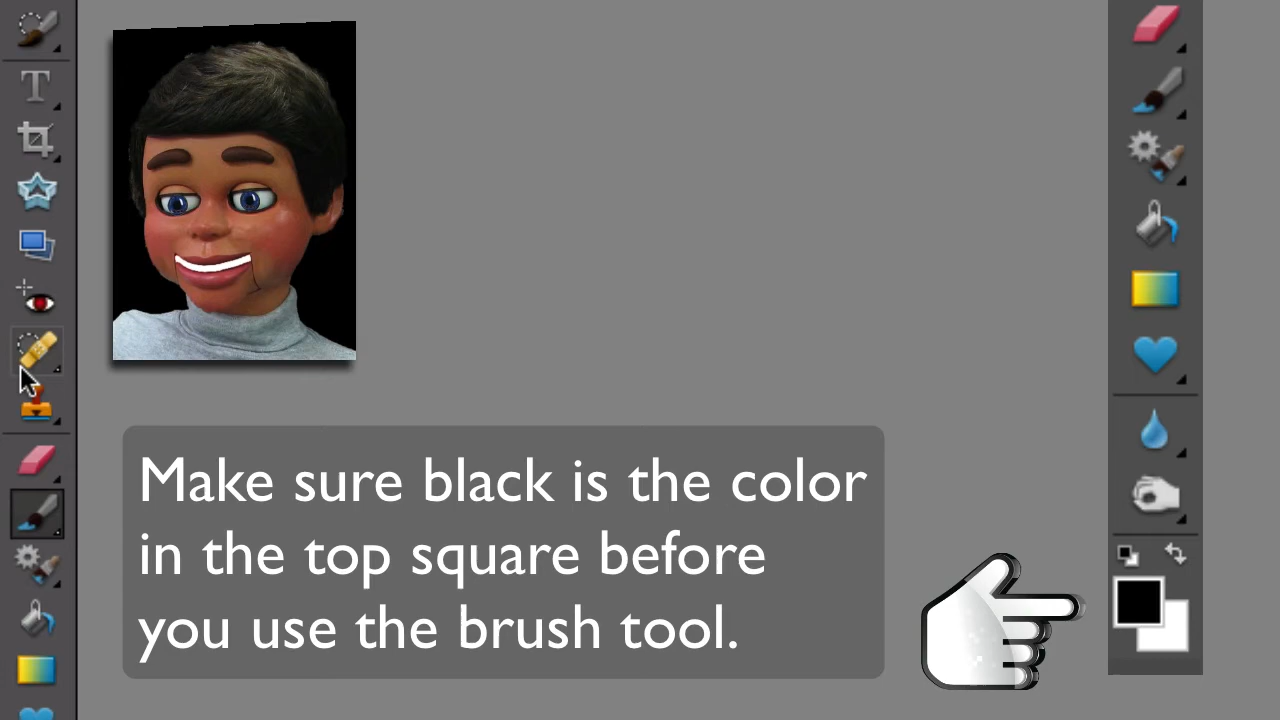 T
Make sure black is the color
in the top square before
you use the brush tool.